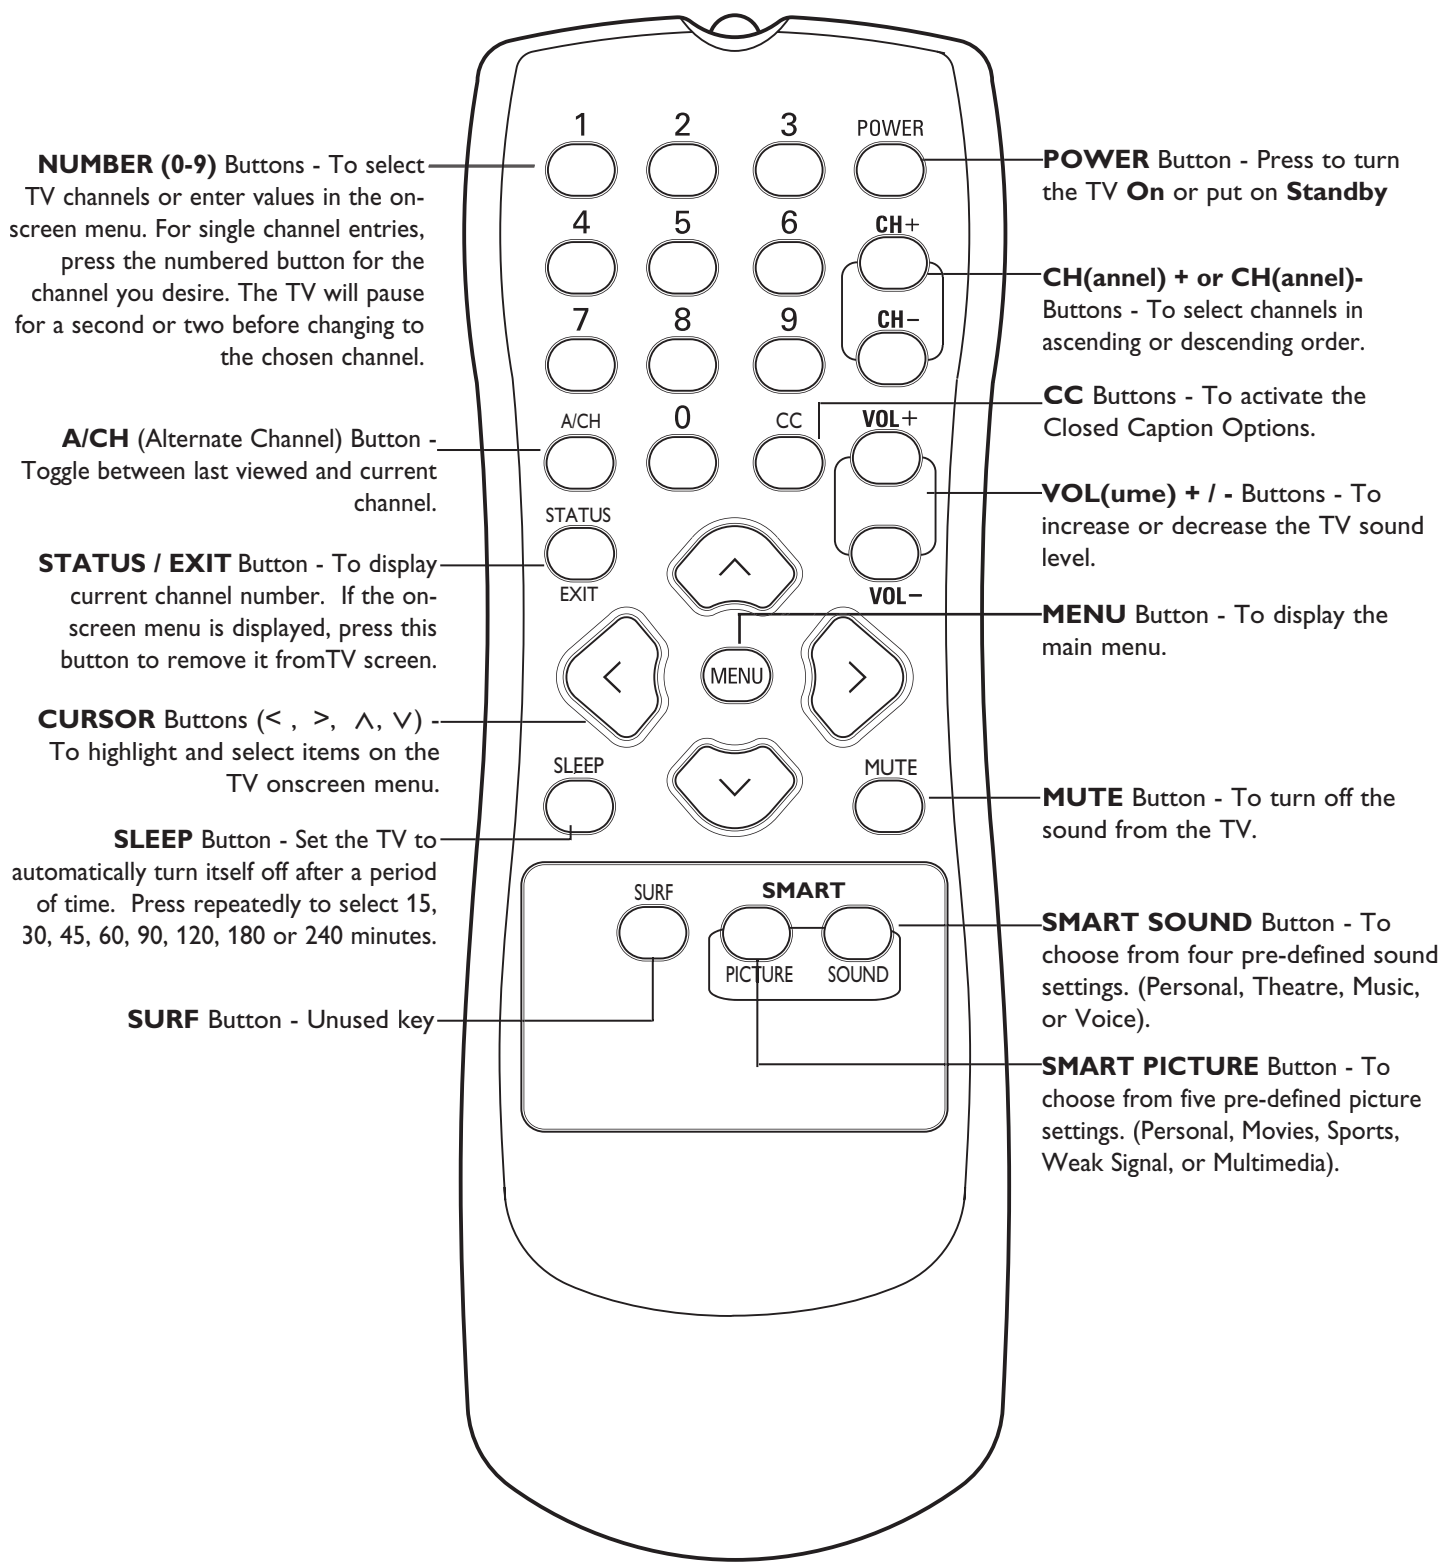 1 2 3 POWER
4 5 6 CH+
7 8 9 CH−
A/CH 0 CC VOL+
STATUS
EXIT
VOL−
<
MENU
>
SLEEP MUTE
SURF SMART
PICTURE SOUND
NUMBER (0-9) Buttons - To select
TV channels or enter values in the on-
screen menu. For single channel entries,
press the numbered button for the
channel you desire. The TV will pause
for a second or two before changing to
the chosen channel.
A/CH (Alternate Channel) Button -
Toggle between last viewed and current
channel.
STATUS / EXIT Button - To display
current channel number. If the on-
screen menu is displayed, press this
button to remove it fromTV screen.
CURSOR Buttons (< , >, ∧, ∨) -
To highlight and select items on the
TV onscreen menu.
SLEEP Button - Set the TV to
automatically turn itself off after a period
of time. Press repeatedly to select 15,
30, 45, 60, 90, 120, 180 or 240 minutes.
SURF Button - Unused key
POWER Button - Press to turn
the TV On or put on Standby
CH(annel) + or CH(annel)-
Buttons - To select channels in
ascending or descending order.
CC Buttons - To activate the
Closed Caption Options.
VOL(ume) + / - Buttons - To
increase or decrease the TV sound
level.
MENU Button - To display the
main menu.
MUTE Button - To turn off the
sound from the TV.
SMART SOUND Button - To
choose from four pre-defined sound
settings. (Personal, Theatre, Music,
or Voice).
SMART PICTURE Button - To
choose from five pre-defined picture
settings. (Personal, Movies, Sports,
Weak Signal, or Multimedia).